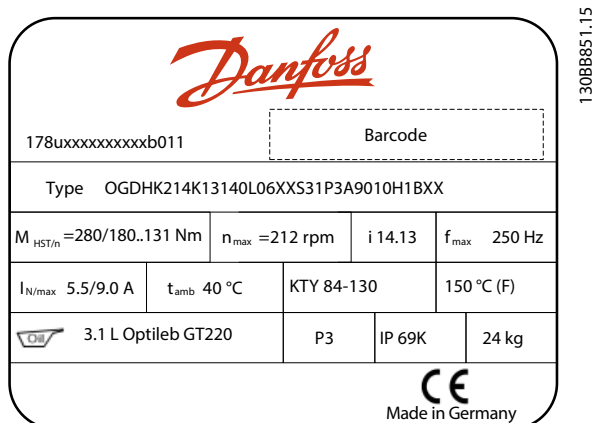 Danfoss
130BB851.15
178uxxxxxxxxxxb011 Barcode
Type OGDHK214K13140L06XXS31P3A9010H1BXX
M HST/n =280/180..131 Nm n max =212 rpm i 14.13 f max 250 Hz
I N/max 5.5/9.0 A t amb 40 °C KTY 84-130 150 °C (F)
Oil 3.1 L Optileb GT220 P3 IP 69K 24 kg
CE
Made in Germany